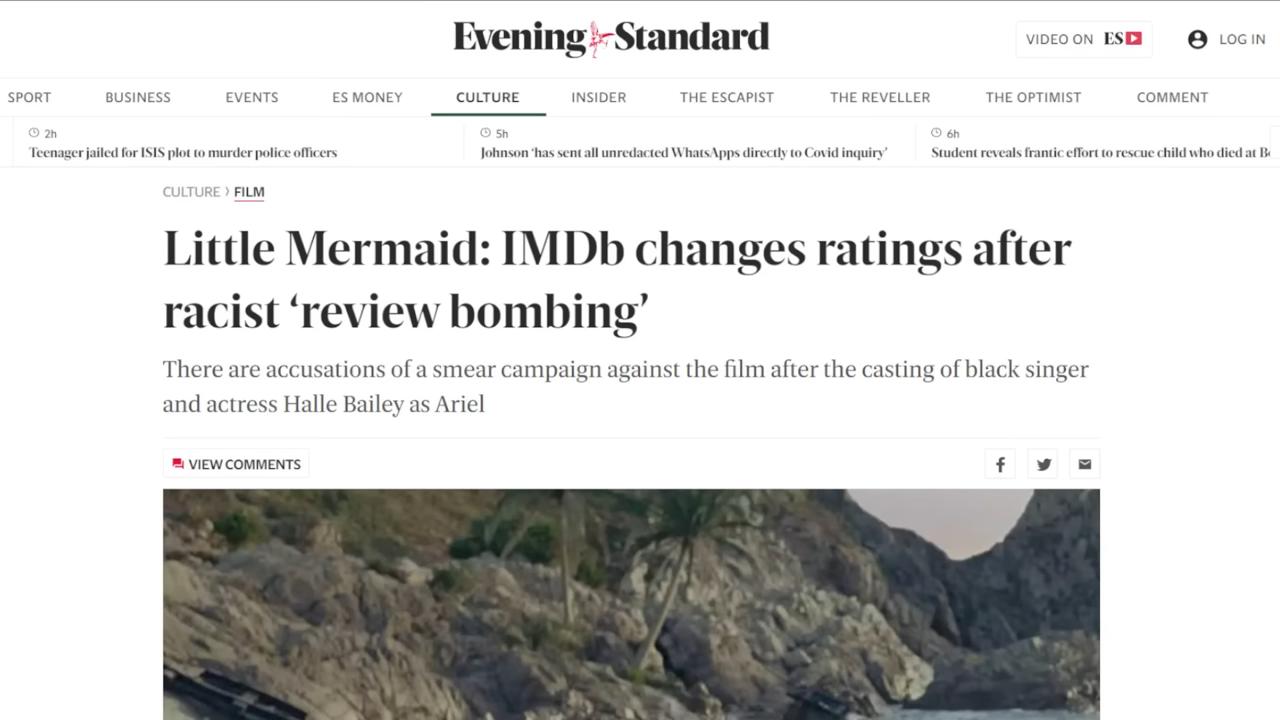 Evening Standard
VIDEO ON ES
LOG IN
SPORT BUSINESS EVENTS ES MONEY CULTURE INSIDER THE ESCAPIST THE REVELLER THE OPTIMIST COMMENT
2h
Teenager jailed for ISIS plot to murder police officers
5h
Johnson ‘has sent all unredacted WhatsApps directly to Covid inquiry’
6h
Student reveals frantic effort to rescue child who died at
CULTURE › FILM
Little Mermaid: IMDb changes ratings after
racist ‘review bombing’
There are accusations of a smear campaign against the film after the casting of black singer
and actress Halle Bailey as Ariel
VIEW COMMENTS